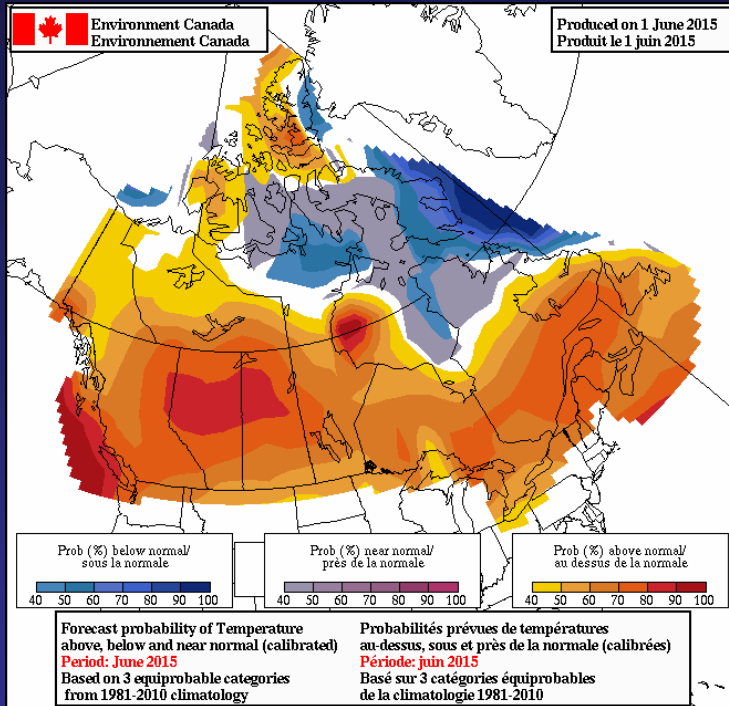 Environment Canada
Environnement Canada
Produced on 1 June 2015
Produit le 1 juin 2015
Prob (%) below normal/
sous la normale
40 50 60 70 80 90 100
Prob (%) near normal/
près de la normale
40 50 60 70 80 90 100
Prob (%) above normal/
au dessus de la normale
40 50 60 70 80 90 100
Forecast probability of Temperature
above, below and near normal (calibrated)
Period: June 2015
Based on 3 equiprobable categories
from 1981-2010 climatology
Probabilités prévues de températures
au-dessus, sous et près de la normale (calibrées)
Période: juin 2015
Basé sur 3 catégories équiprobables
de la climatologie 1981-2010